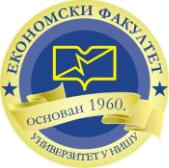 ЕКОНОМСКИ ФАКУЛТЕТ
основан 1960.
УНИВЕРЗИТЕТ У НИШУ